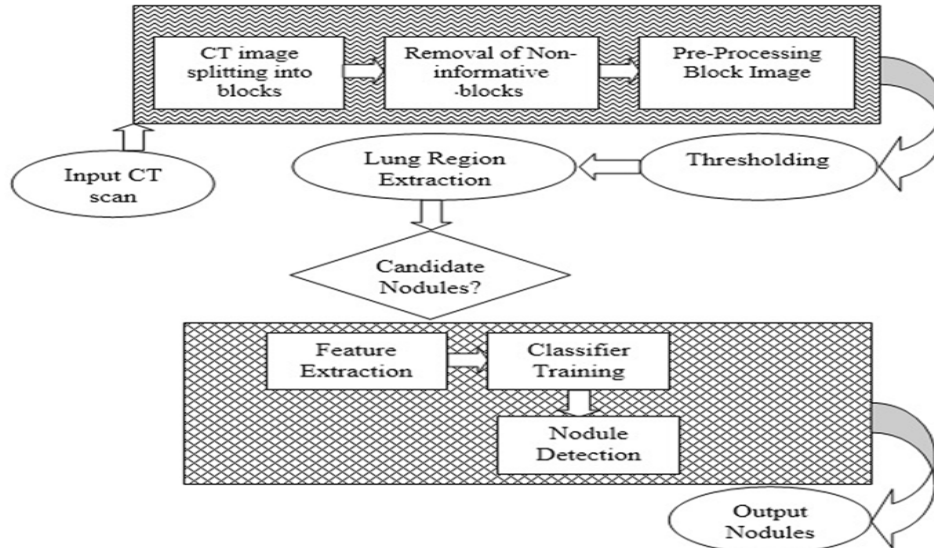 CT image
splitting into
blocks
Removal of Non-
informative
-blocks
Pre-Processing
Block Image
Input CT
scan
Lung Region
Extraction
Thresholding
Candidate
Nodules?
Feature
Extraction
Classifier
Training
Nodule
Detection
Output
Nodules